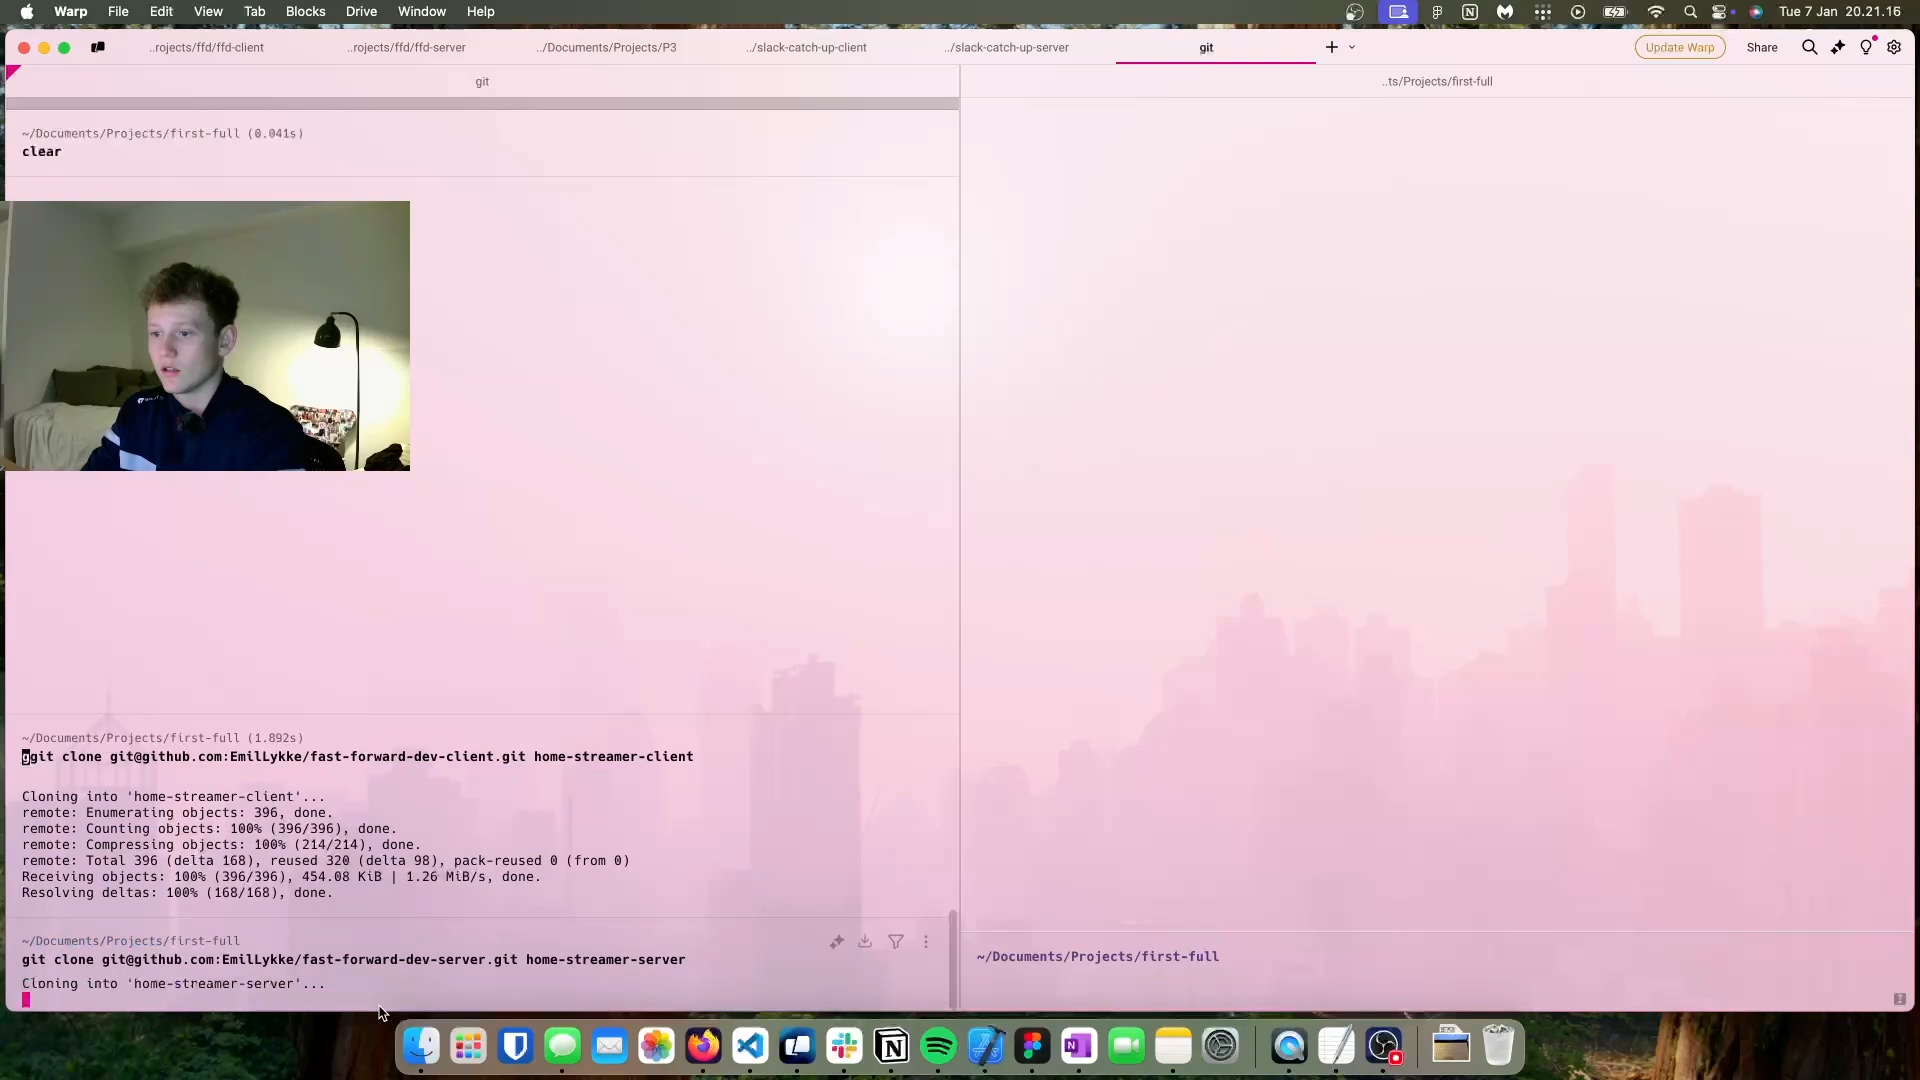 Warp File Edit View Tab Blocks Drive Window Help Tue 7 Jan 20.21.16
..rojects/ffd/ffd-client ..rojects/ffd/ffd-server ../Documents/Projects/P3 ../slack-catch-up-client ../slack-catch-up-server git Update Warp Share
git ..ts/Projects/first-full
~/Documents/Projects/first-full (0.041s)
clear
~/Documents/Projects/first-full (1.892s)
ggit clone git@github.com:EmilLykke/fast-forward-dev-client.git home-streamer-client
Cloning into 'home-streamer-client'...
remote: Enumerating objects: 396, done.
remote: Counting objects: 100% (396/396), done.
remote: Compressing objects: 100% (214/214), done.
remote: Total 396 (delta 168), reused 320 (delta 98), pack-reused 0 (from 0)
Receiving objects: 100% (396/396), 454.08 KiB | 1.26 MiB/s, done.
Resolving deltas: 100% (168/168), done.
~/Documents/Projects/first-full
git clone git@github.com:EmilLykke/fast-forward-dev-server.git home-streamer-server
Cloning into 'home-streamer-server'...
~/Documents/Projects/first-full